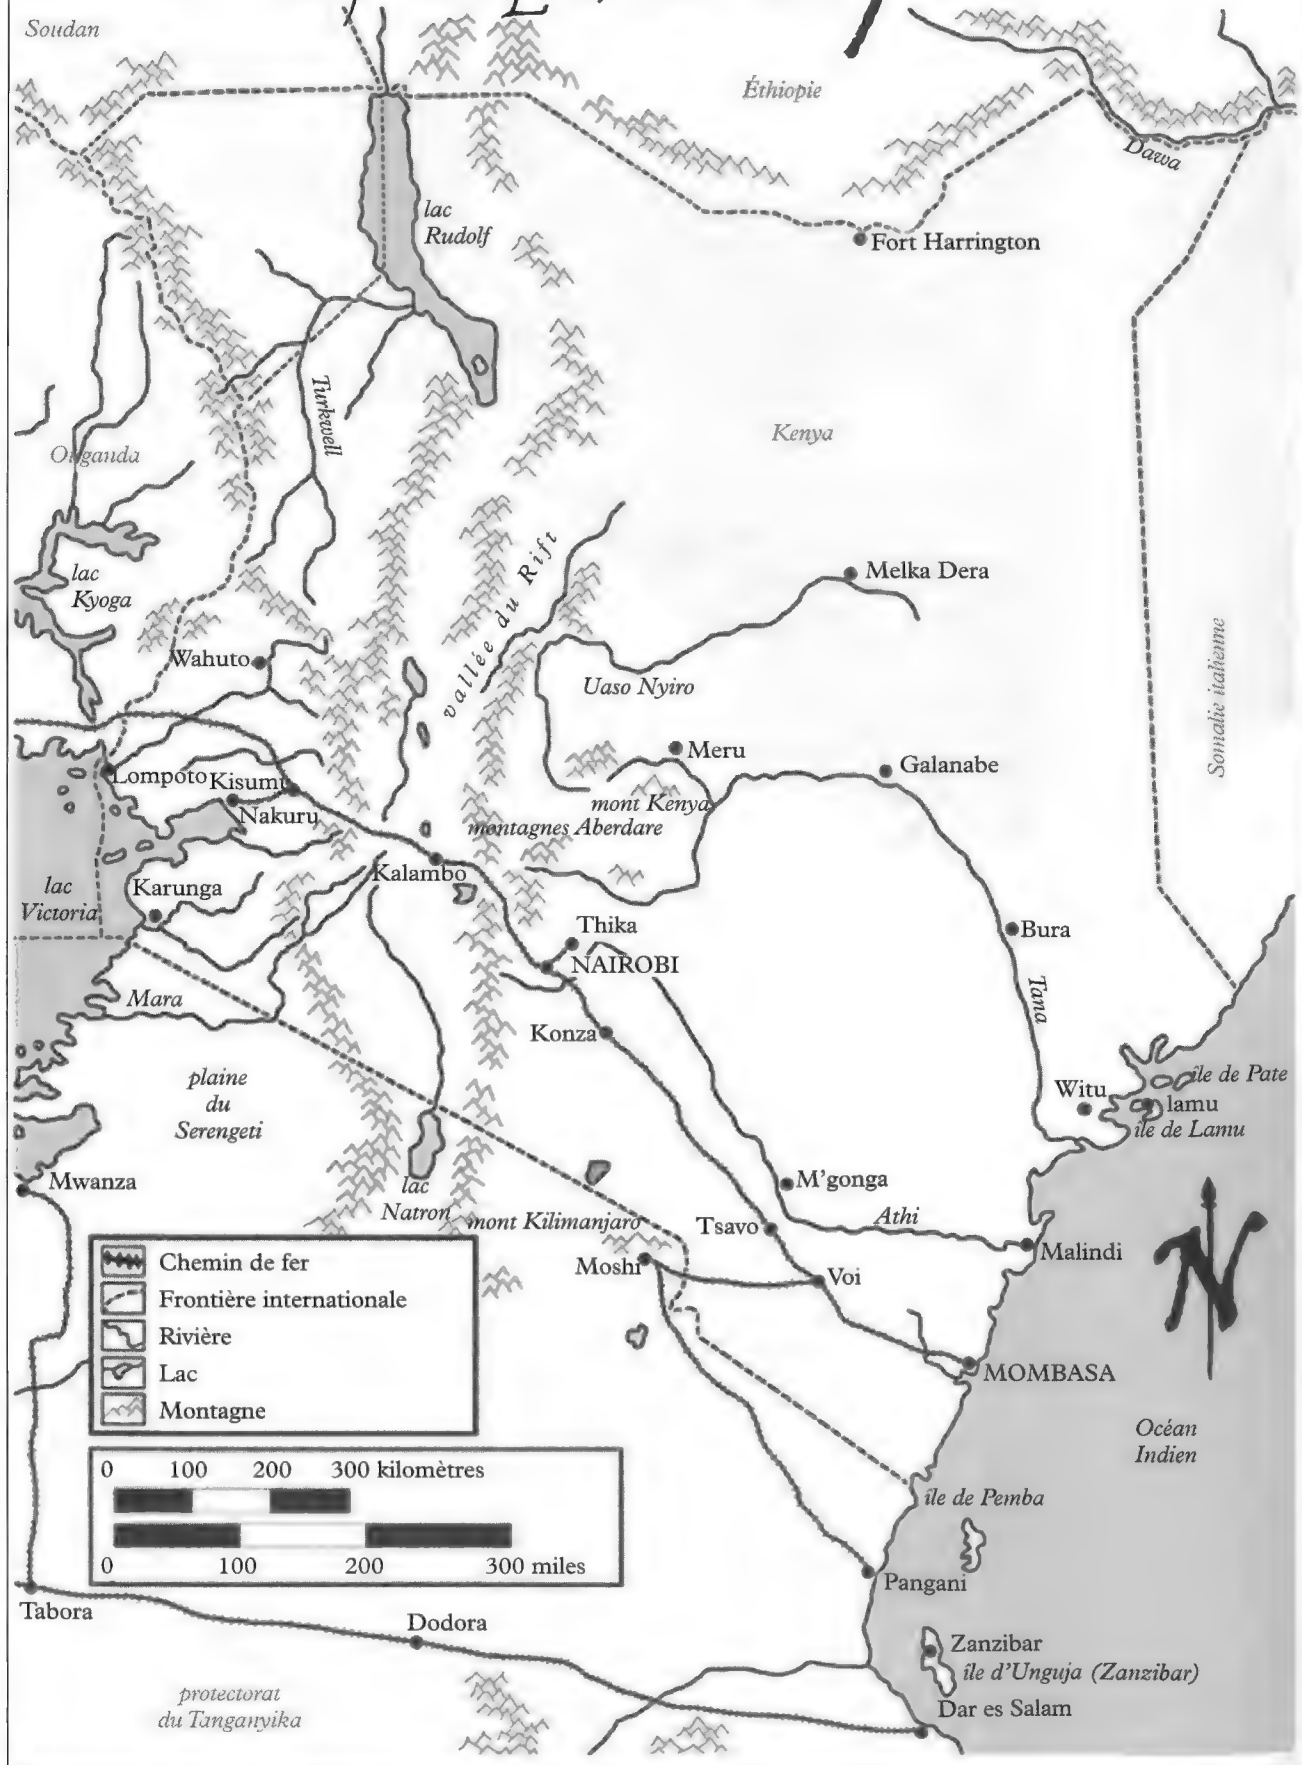 Soudan
Éthiopie
Dawa
lac
Rudolf
Fort Harrington
Turkwell
Kenya
Ouganda
vallée du Rift
Melka Dera
lac
Kyoga
Somalie italienne
Wahuto
Uaso Nyiro
Meru
Galanabe
Lompoto
Kisumu
Nakuru
mont Kenya
montagnes Aberdare
Kalambo
lac
Victoria
Karunga
Thika
NAIROBI
Bura
Tana
Mara
Konza
plaine
du
Serengeti
Witu
île de Pate
lamu
île de Lamu
Mwanza
lac
Natron
M'gonga
mont Kilimanjaro
Tsavo
Athi
Malindi
Moshi
Voi
N
Chemin de fer
Frontière internationale
Rivière
Lac
Montagne
MOMBASA
Océan
Indien
0 100 200 300 kilomètres
0 100 200 300 miles
île de Pemba
Pangani
Tabora
Dodora
Zanzibar
île d'Unguja (Zanzibar)
Dar es Salam
protectorat
du Tanganyika